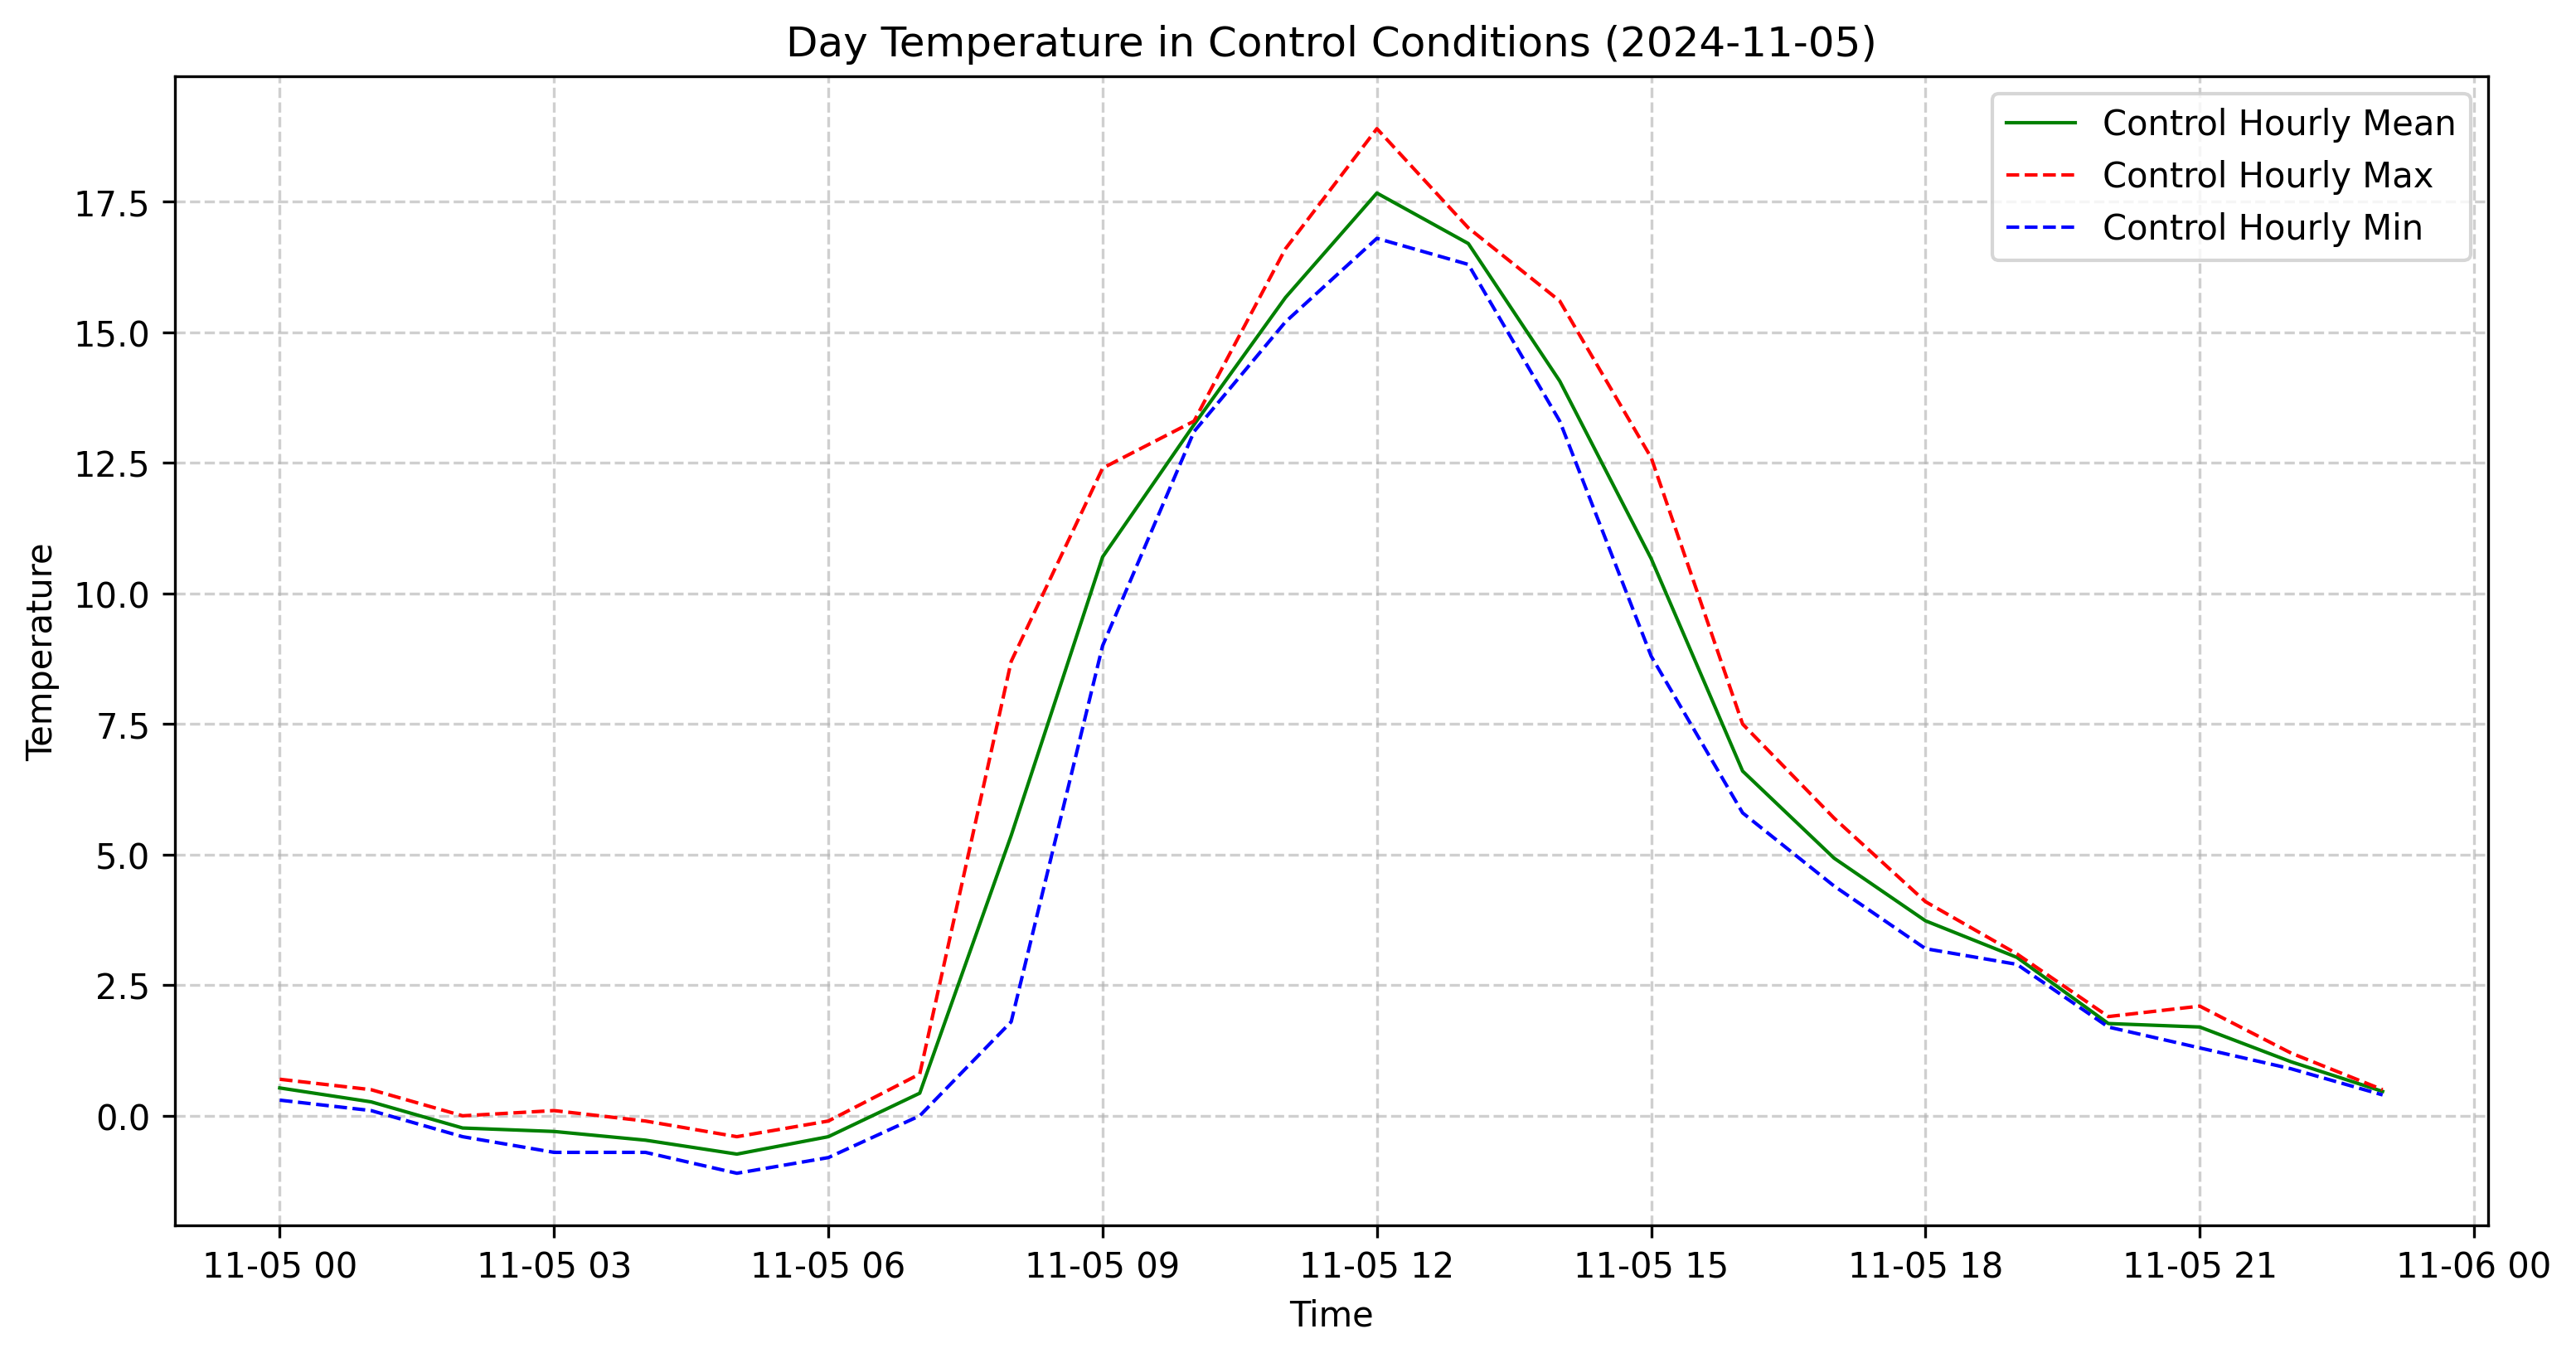 Day Temperature in Control Conditions (2024-11-05)
Control Hourly Mean
Control Hourly Max
Control Hourly Min
17.5
15.0
12.5
10.0
7.5
5.0
2.5
0.0
Temperature
11-05 00 11-05 03 11-05 06 11-05 09 11-05 12 11-05 15 11-05 18 11-05 21 11-06 00
Time